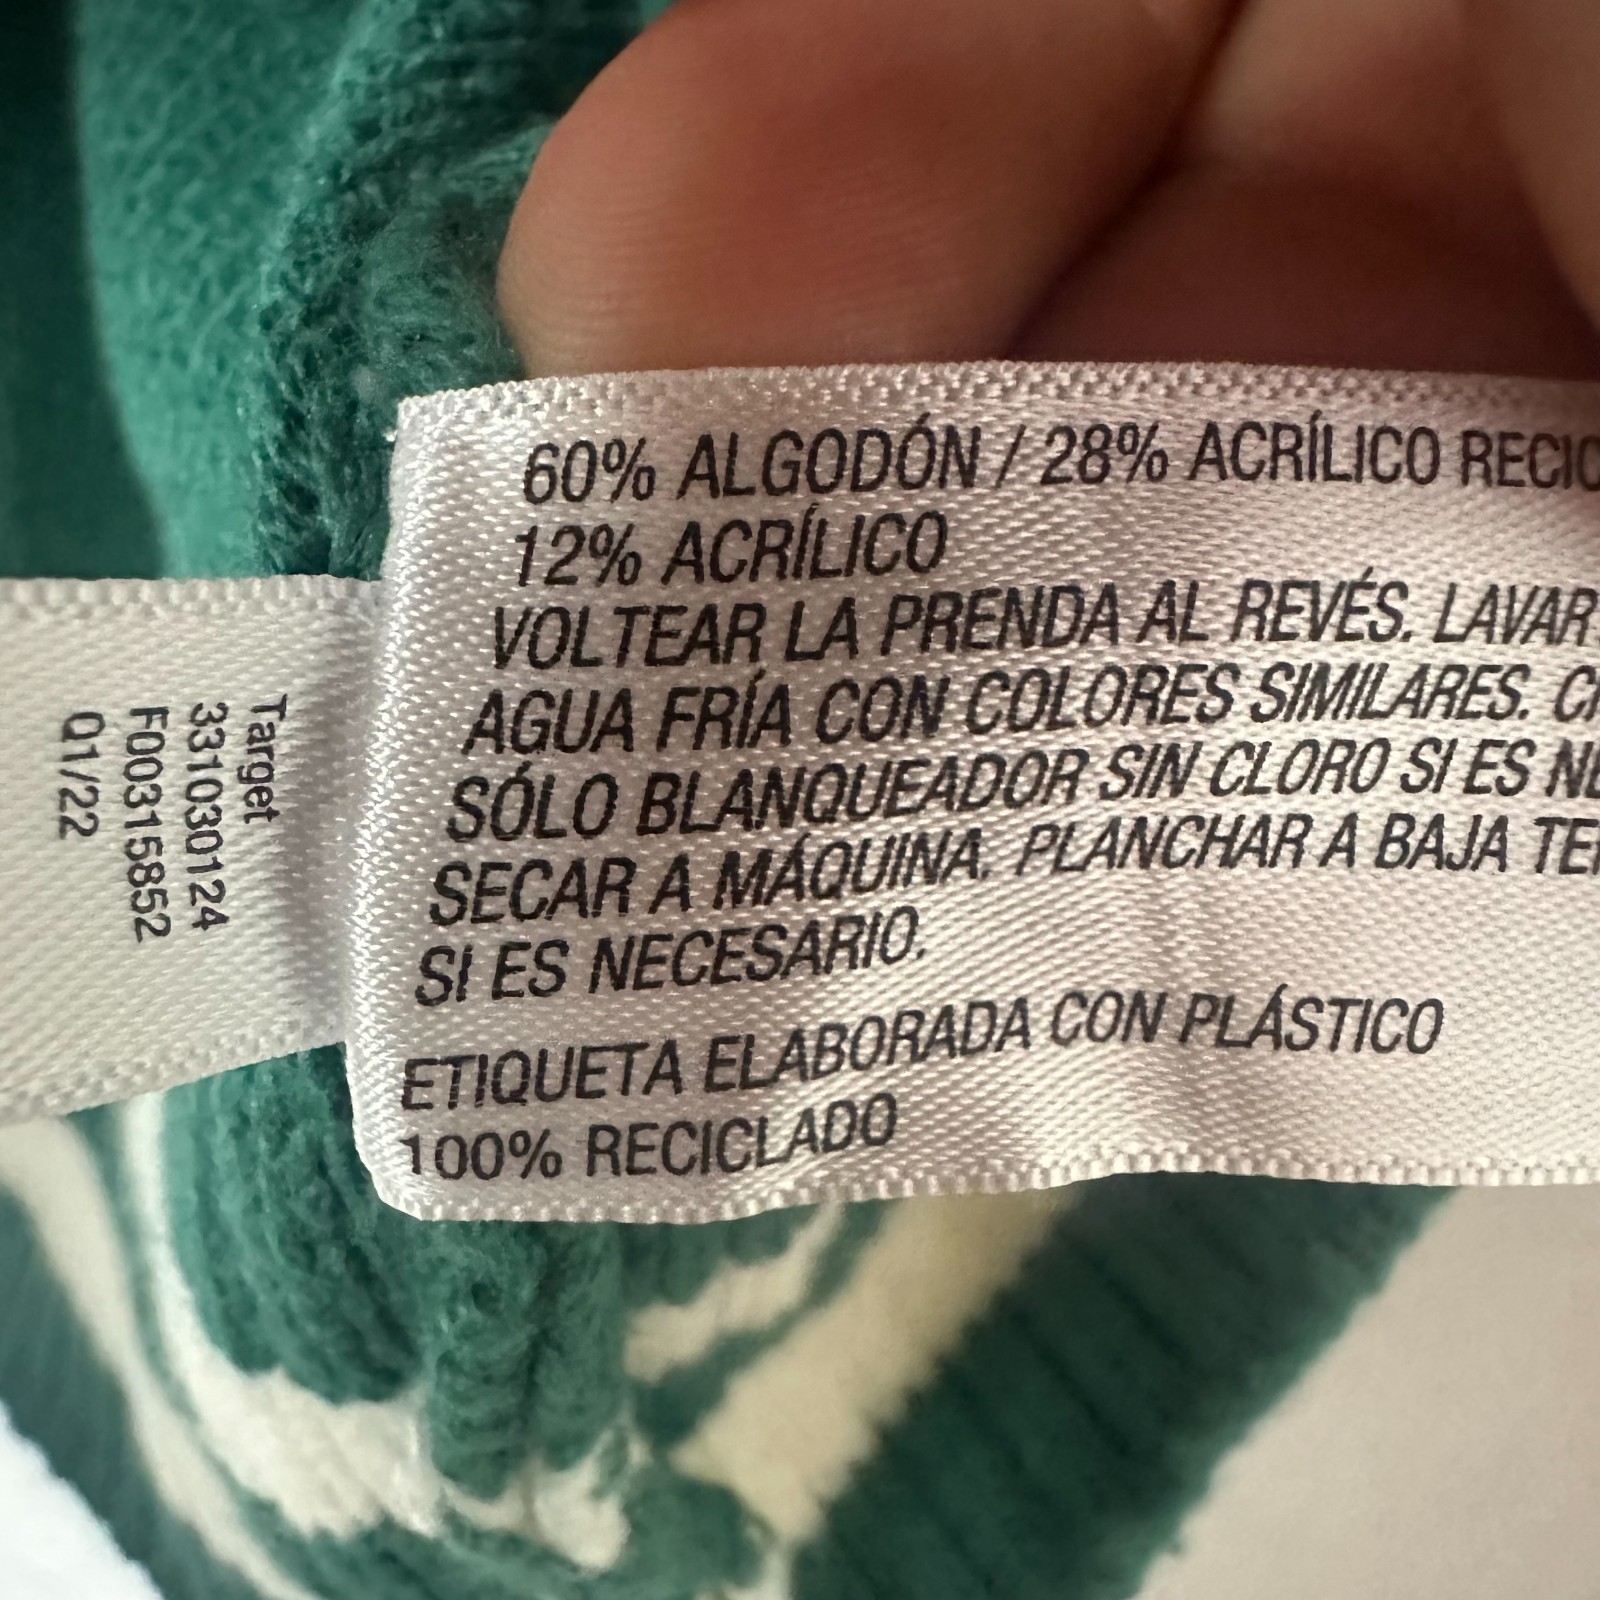 60% ALGODÓN / 28% ACRÍLICO
12% ACRÍLICO
VOLTEAR LA PRENDA AL REVÉS. LAVAR
AGUA FRÍA CON COLORES SIMILARES.
SÓLO BLANQUEADOR SIN CLORO SI ES
SECAR A MÁQUINA. PLANCHAR A BAJA
SI ES NECESARIO.
ETIQUETA ELABORADA CON PLÁSTICO
100% RECICLADO
Target
331030124
F00315852
Q1/22